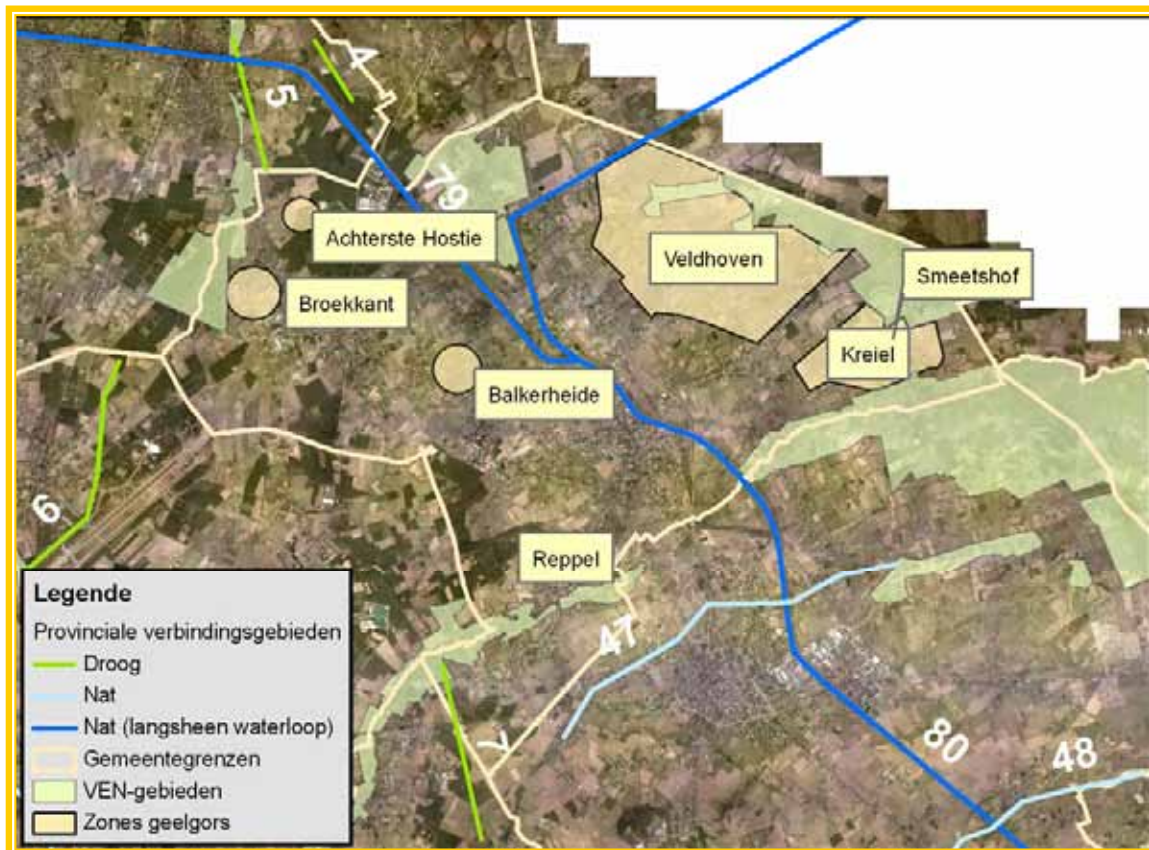 4
5
79
Achterste Hostie
Veldhoven
Smeetshof
Broekkant
Kreiel
Balkerheide
6
Reppel
47
7
80
48
Legende
Provinciale verbindingsgebieden
Droog
Nat
Nat (langsheen waterloop)
Gemeentegrenzen
VEN-gebieden
Zones geelgors